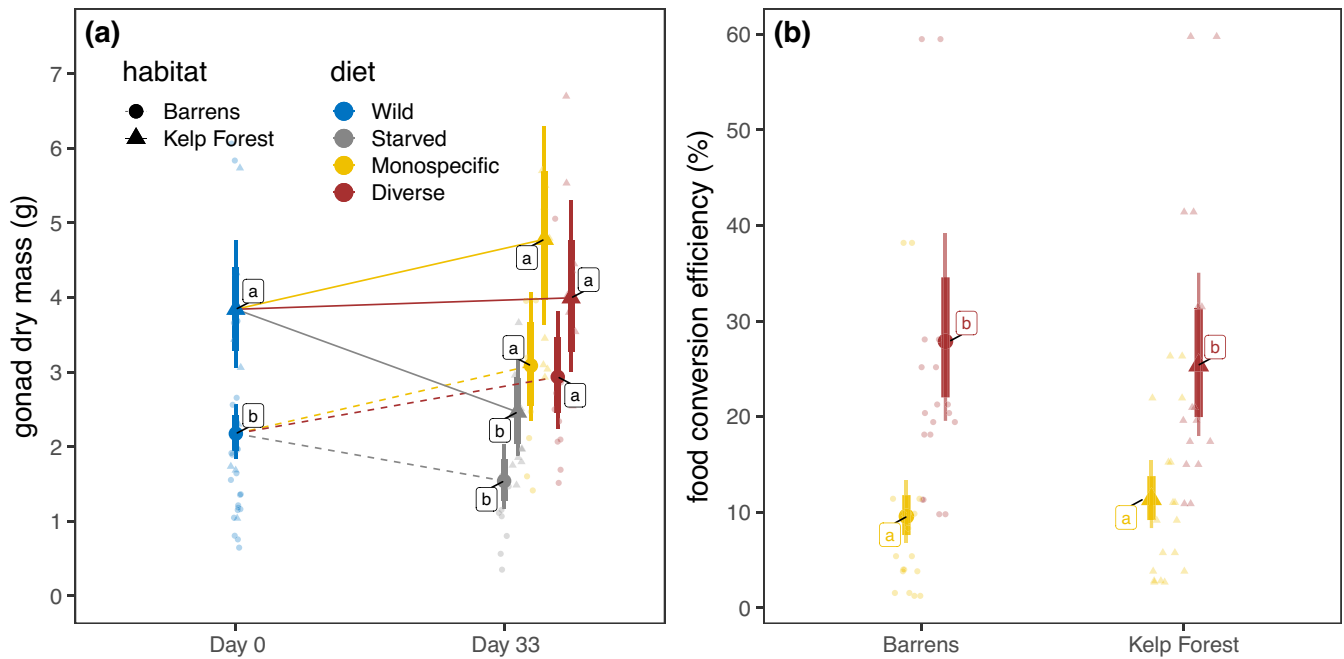 (a)
habitat
Barrens
Kelp Forest
diet
Wild
Starved
Monospecific
Diverse
gonad dry mass (g)
7
6
5
4
3
2
1
0
a
b
a
a
a
b
a
b
Day 0
Day 33
(b)
food conversion efficiency (%)
60
50
40
30
20
10
0
b
a
b
a
Barrens
Kelp Forest